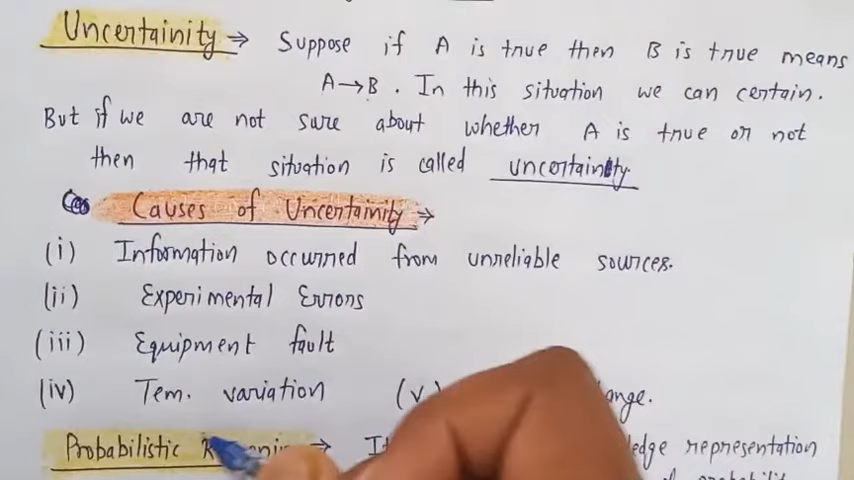 Uncertainity → Suppose if A is true then B is true means
A→B. In this situation we can certain.
But if we are not sure about whether A is true or not
then that situation is called uncertainty.
Causes of Uncertainity →
(i) Information occurred from unreliable sources.
(ii) Experimental Errors
(iii) Equipment fault
(iv) Tem. variation (v)
Probabilistic → representation